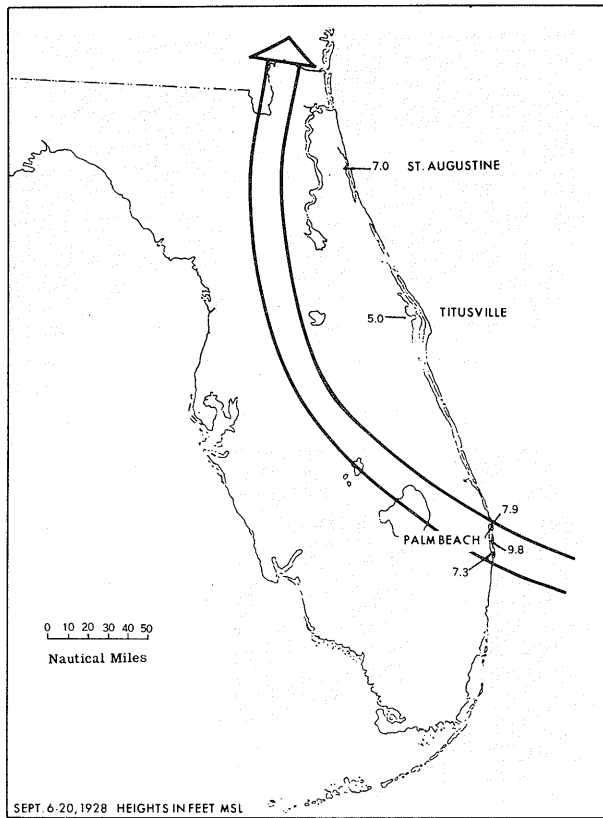 7.0 ST. AUGUSTINE
TITUSVILLE
5.0
7.9
PALM BEACH
9.8
7.3
0 10 20 30 40 50
Nautical Miles
SEPT. 6-20, 1928 HEIGHTS IN FEET MSL